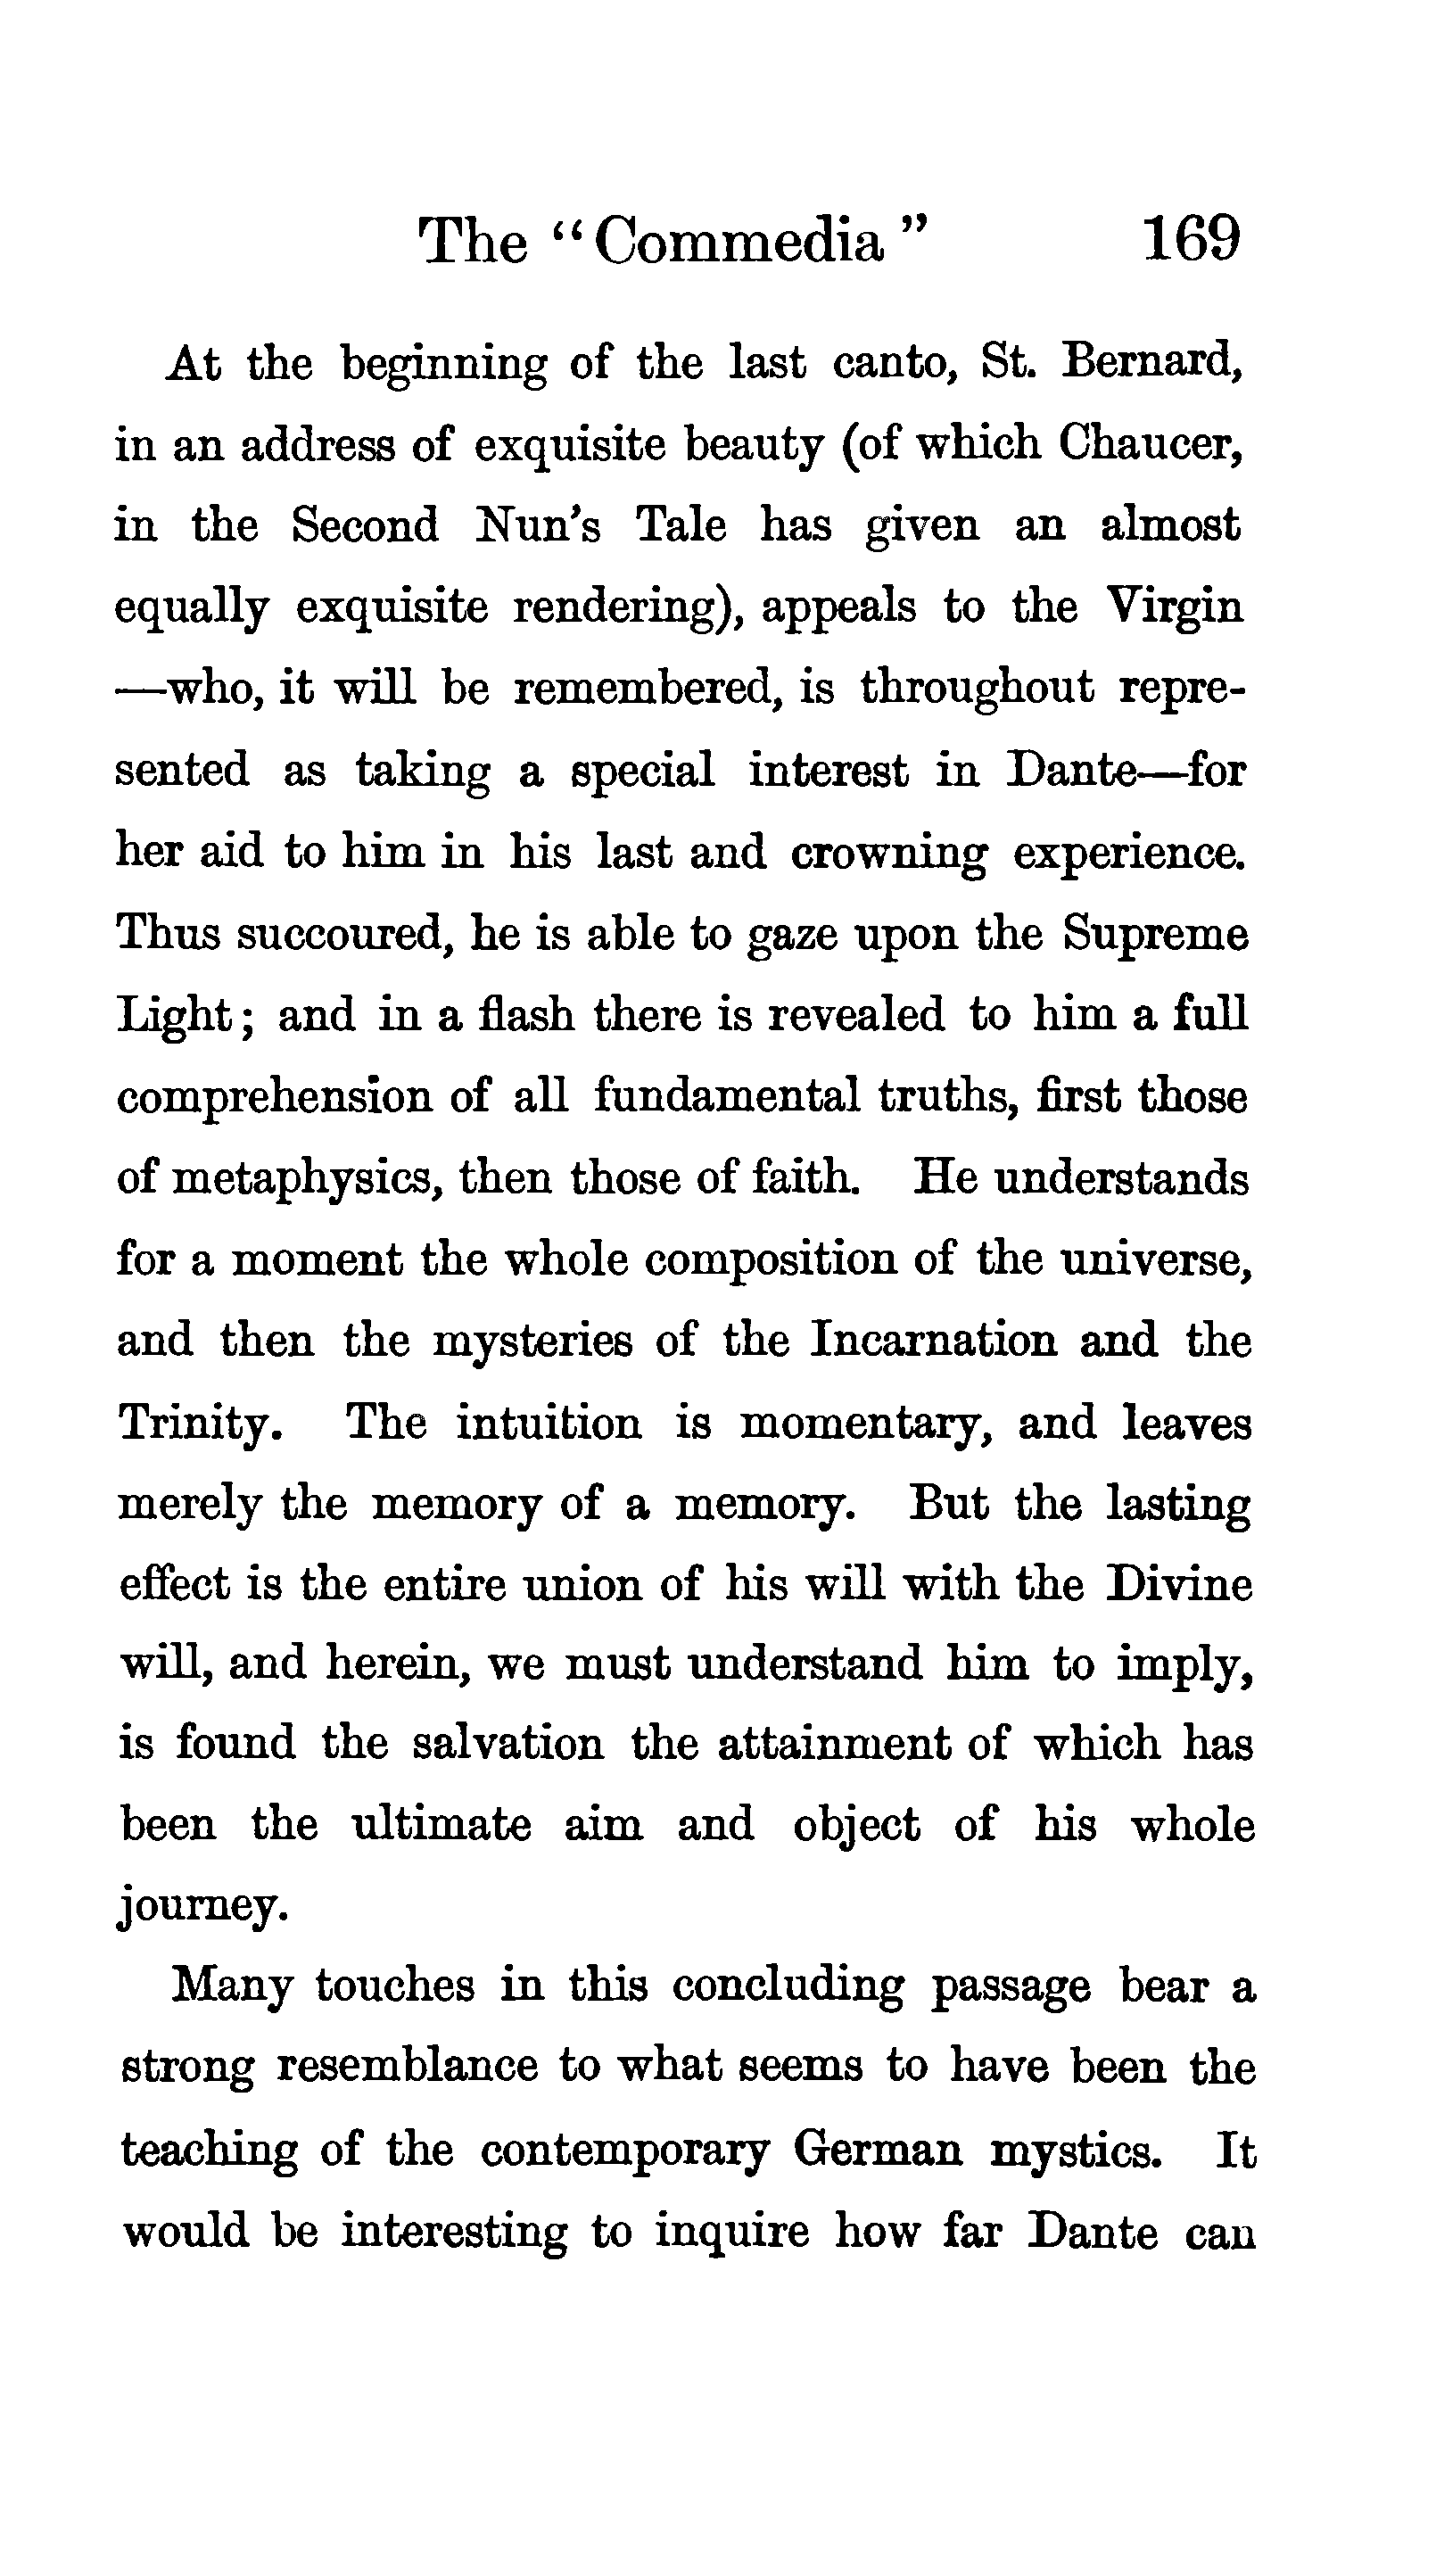 The “Commedia” 169
At the beginning of the last canto, St. Bernard,
in an address of exquisite beauty (of which Chaucer,
in the Second Nun’s Tale has given an almost
equally exquisite rendering), appeals to the Virgin
—who, it will be remembered, is throughout repre-
sented as taking a special interest in Dante—for
her aid to him in his last and crowning experience.
Thus succoured, he is able to gaze upon the Supreme
Light; and in a flash there is revealed to him a full
comprehension of all fundamental truths, first those
of metaphysics, then those of faith. He understands
for a moment the whole composition of the universe,
and then the mysteries of the Incarnation and the
Trinity. The intuition is momentary, and leaves
merely the memory of a memory. But the lasting
effect is the entire union of his will with the Divine
will, and herein, we must understand him to imply,
is found the salvation the attainment of which has
been the ultimate aim and object of his whole
journey.
Many touches in this concluding passage bear a
strong resemblance to what seems to have been the
teaching of the contemporary German mystics. It
would be interesting to inquire how far Dante can